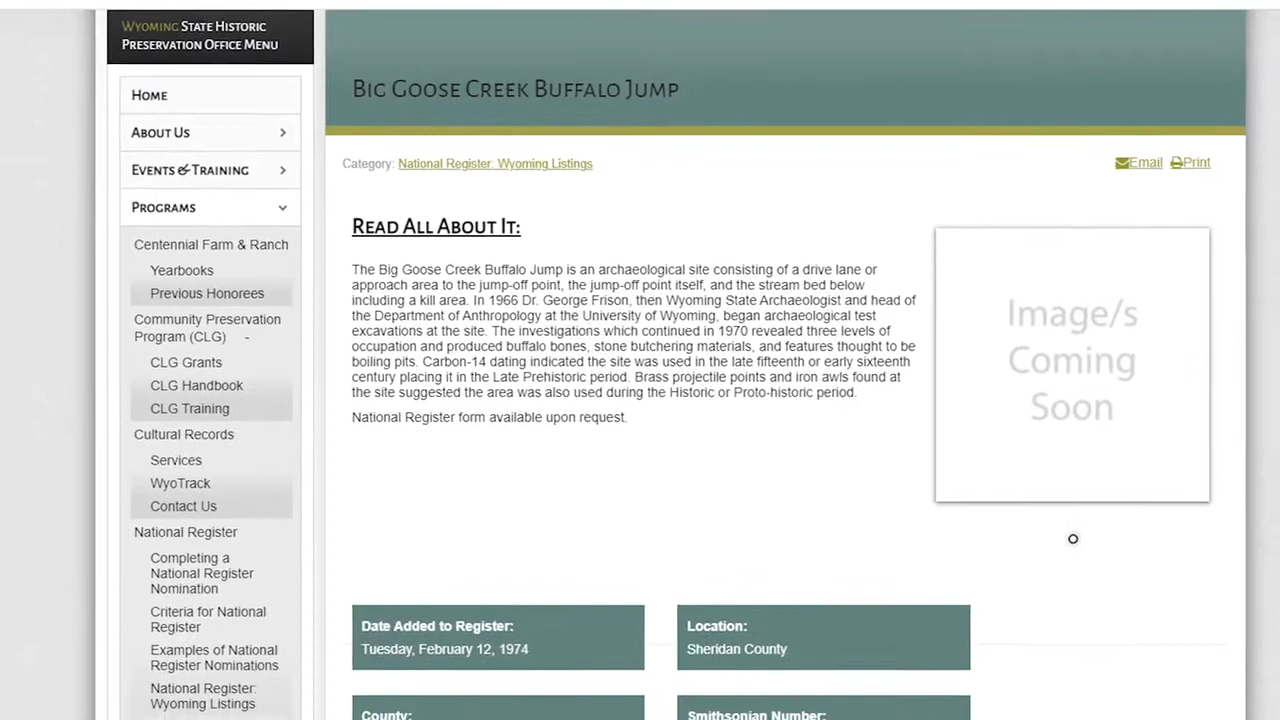 Wyoming State Historic
Preservation Office Menu
Home
About Us
Events & Training
Programs
Centennial Farm & Ranch
Yearbooks
Previous Honorees
Community Preservation
Program (CLG) -
CLG Grants
CLG Handbook
CLG Training
Cultural Records
Services
WyoTrack
Contact Us
National Register
Completing a
National Register
Nomination
Criteria for National
Register
Examples of National
Register Nominations
National Register:
Wyoming Listings
Big Goose Creek Buffalo Jump
Category: National Register: Wyoming Listings
Email Print
Read All About It:
The Big Goose Creek Buffalo Jump is an archaeological site consisting of a drive lane or
approach area to the jump-off point, the jump-off point itself, and the stream bed below
including a kill area. In 1966 Dr. George Frison, then Wyoming State Archaeologist and head of
the Department of Anthropology at the University of Wyoming, began archaeological test
excavations at the site. The investigations which continued in 1970 revealed three levels of
occupation and produced buffalo bones, stone butchering materials, and features thought to be
boiling pits. Carbon-14 dating indicated the site was used in the late fifteenth or early sixteenth
century placing it in the Late Prehistoric period. Brass projectile points and iron awls found at
the site suggested the area was also used during the Historic or Proto-historic period.
National Register form available upon request.
Image/s
Coming
Soon
Date Added to Register:
Tuesday, February 12, 1974
Location:
Sheridan County
County:
Smithsonian Number: